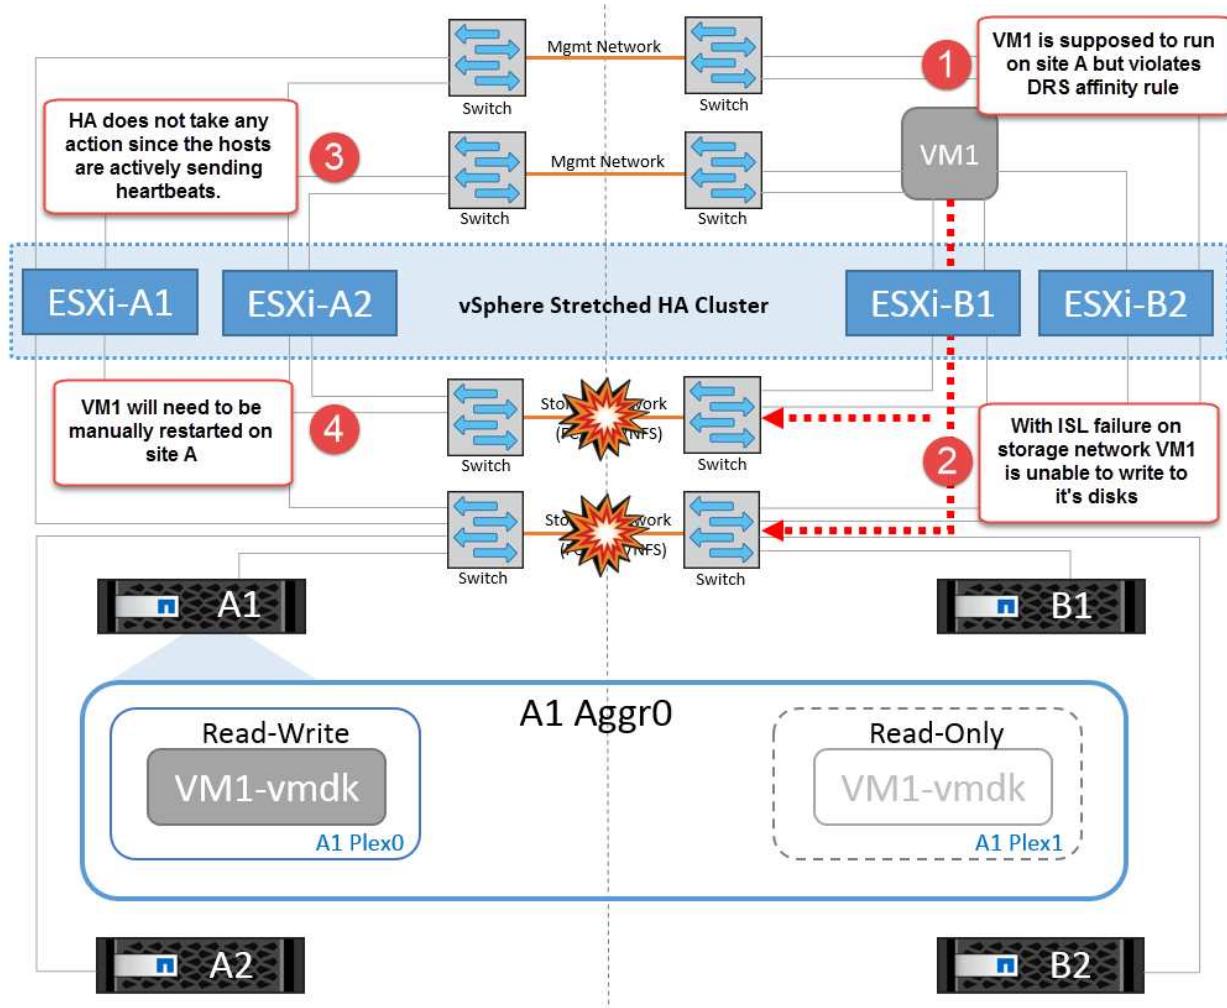 Mgmt Network
Switch
Switch
1
VM1 is supposed to run
on site A but violates
DRS affinity rule
HA does not take any
action since the hosts
are actively sending
heartbeats.
3
Mgmt Network
Switch
Switch
VM1
ESXi-A1
ESXi-A2
vSphere Stretched HA Cluster
ESXi-B1
ESXi-B2
VM1 will need to be
manually restarted on
site A
4
Switch
Switch
2
With ISL failure on
storage network VM1
is unable to write to
it's disks
Switch
Switch
A1
B1
A1 Aggr0
Read-Write
VM1-vmdk
A1 Plex0
Read-Only
VM1-vmdk
A1 Plex1
A2
B2